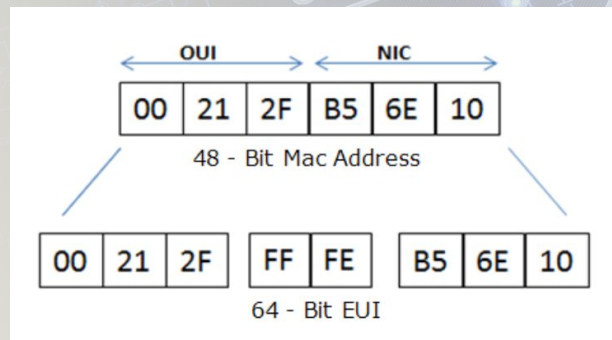 OUI NIC
00 21 2F B5 6E 10
48 - Bit Mac Address
00 21 2F FF FE B5 6E 10
64 - Bit EUI